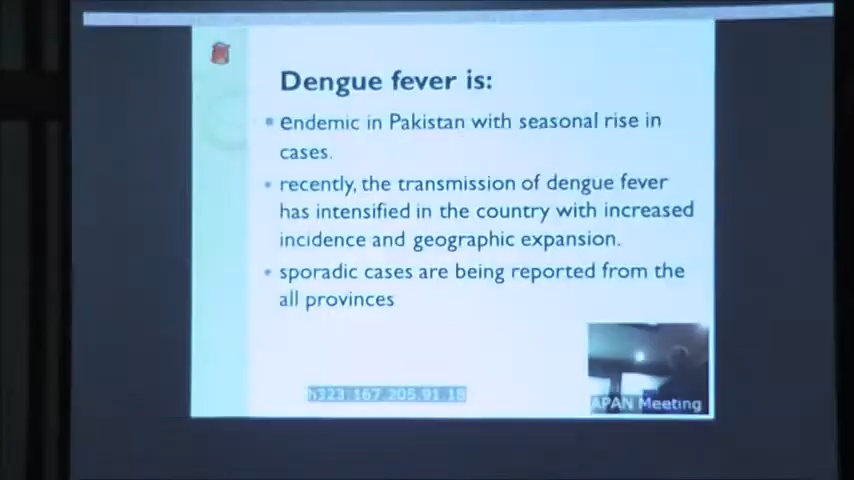 Dengue fever is:
• endemic in Pakistan with seasonal rise in
cases.
• recently, the transmission of dengue fever
has intensified in the country with increased
incidence and geographic expansion.
• sporadic cases are being reported from the
all provinces
h323 167 205.91.18
APAN Meeting